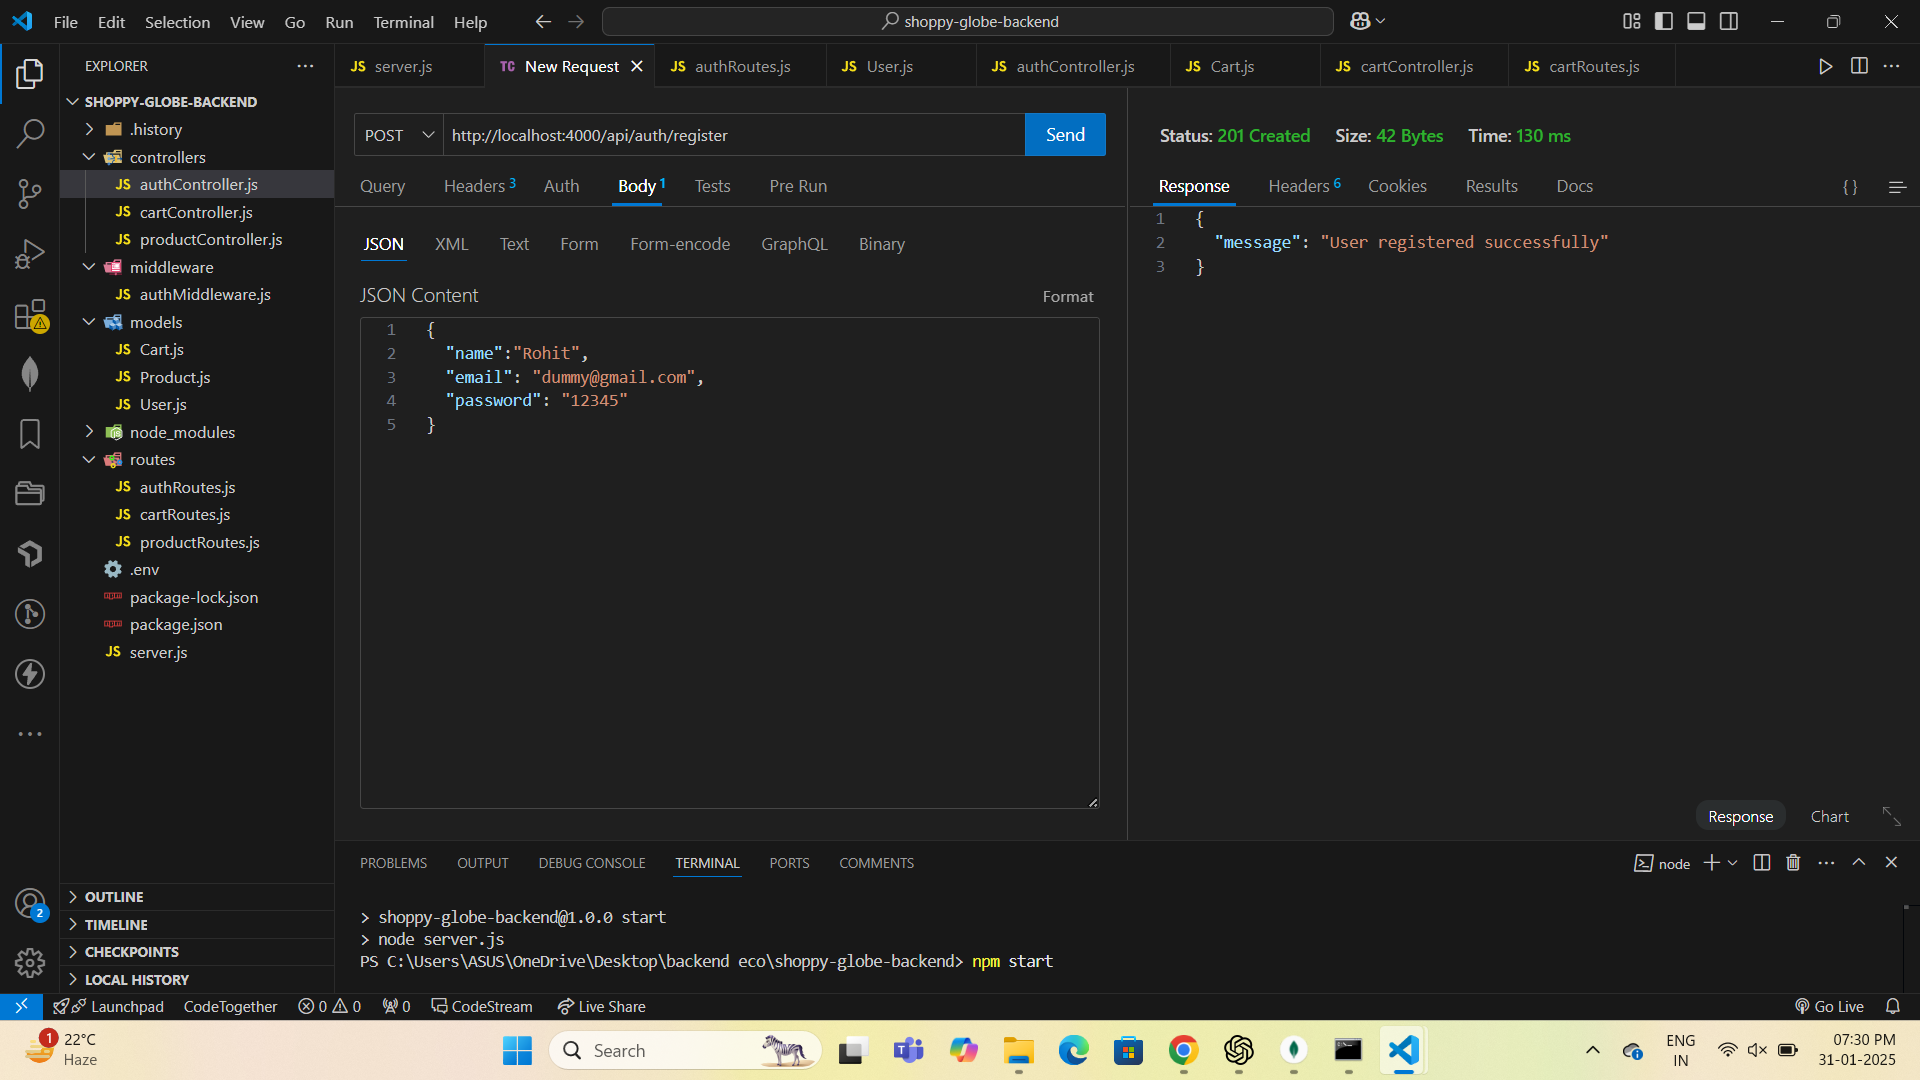 File Edit Selection View Go Run Terminal Help
shoppy-globe-backend
EXPLORER
SHOPPY-GLOBE-BACKEND
.history
controllers
JS authController.js
JS cartController.js
JS productController.js
middleware
JS authMiddleware.js
models
JS Cart.js
JS Product.js
JS User.js
node_modules
routes
JS authRoutes.js
JS cartRoutes.js
JS productRoutes.js
.env
package-lock.json
package.json
JS server.js
OUTLINE
TIMELINE
CHECKPOINTS
LOCAL HISTORY
2
JS server.js
TC New Request
JS authRoutes.js
JS User.js
JS authController.js
JS Cart.js
JS cartController.js
JS cartRoutes.js
POST http://localhost:4000/api/auth/register Send
Query Headers 3 Auth Body 1 Tests Pre Run
JSON XML Text Form Form-encode GraphQL Binary
JSON Content Format
1 {
2 "name":"Rohit",
3 "email": "dummy@gmail.com",
4 "password": "12345"
5 }
Status: 201 Created Size: 42 Bytes Time: 130 ms
Response Headers 6 Cookies Results Docs {}
1 {
2 "message": "User registered successfully"
3 }
Response Chart
PROBLEMS OUTPUT DEBUG CONSOLE TERMINAL PORTS COMMENTS
node
> shoppy-globe-backend@1.0.0 start
> node server.js
PS C:\Users\ASUS\OneDrive\Desktop\backend eco\shoppy-globe-backend> npm start
Launchpad CodeTogether 0 0 0 CodeStream Live Share Go Live
1 22°C
Haze
Search
ENG
IN
07:30 PM
31-01-2025